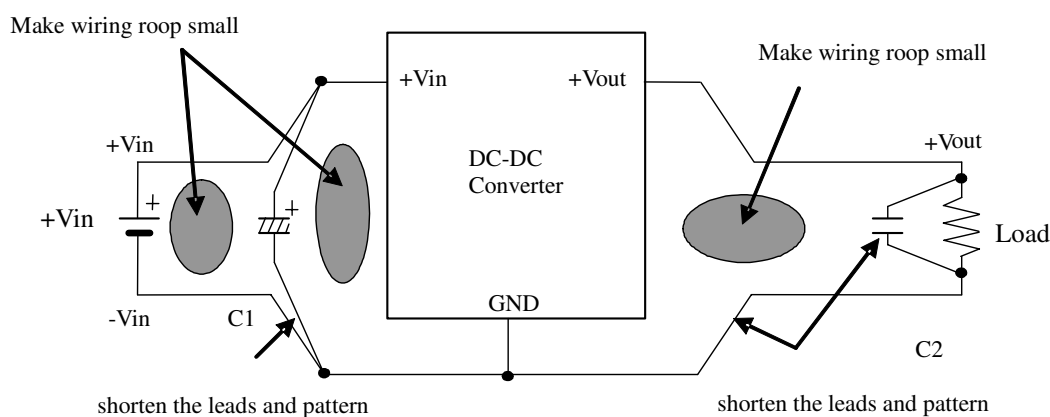 Make wiring roop small
+Vin
+Vout
Make wiring roop small
DC-DC
Converter
+Vin
+Vout
+
+Vin
+
Load
-Vin
C1
GND
C2
shorten the leads and pattern
shorten the leads and pattern